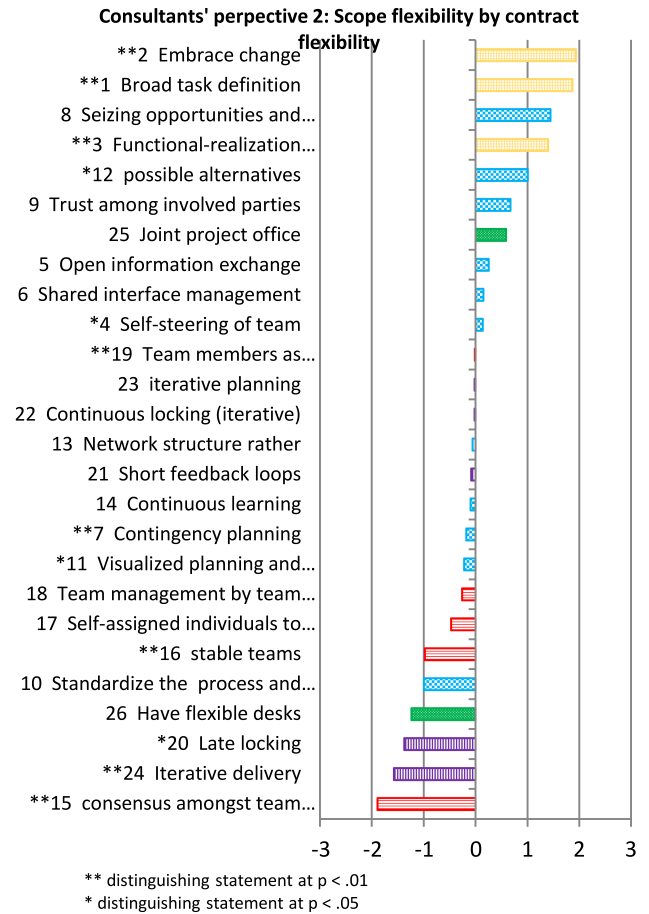 Consultants' perpective 2: Scope flexibility by contract
flexibility
**2 Embrace change
**1 Broad task definition
8 Seizing opportunities and...
**3 Functional-realization...
*12 possible alternatives
9 Trust among involved parties
25 Joint project office
5 Open information exchange
6 Shared interface management
*4 Self-steering of team
**19 Team members as...
23 iterative planning
22 Continuous locking (iterative)
13 Network structure rather
21 Short feedback loops
14 Continuous learning
**7 Contingency planning
*11 Visualized planning and...
18 Team management by team...
17 Self-assigned individuals to...
**16 stable teams
10 Standardize the process and...
26 Have flexible desks
*20 Late locking
**24 Iterative delivery
**15 consensus amongst team...
-3 -2 -1 0 1 2 3
** distinguishing statement at p < .01
* distinguishing statement at p < .05